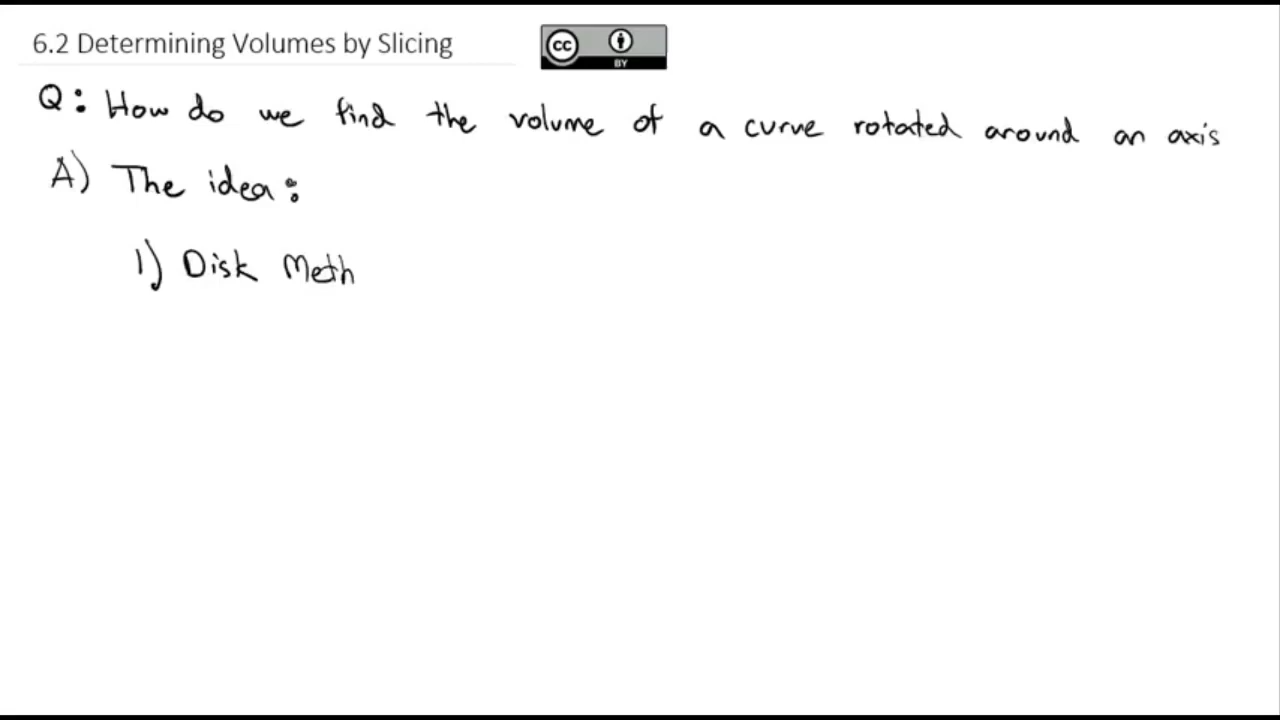 6.2 Determining Volumes by Slicing
cc BY
Q: How do we find the volume of a curve rotated around an axis
A) The idea:
1) Disk Meth